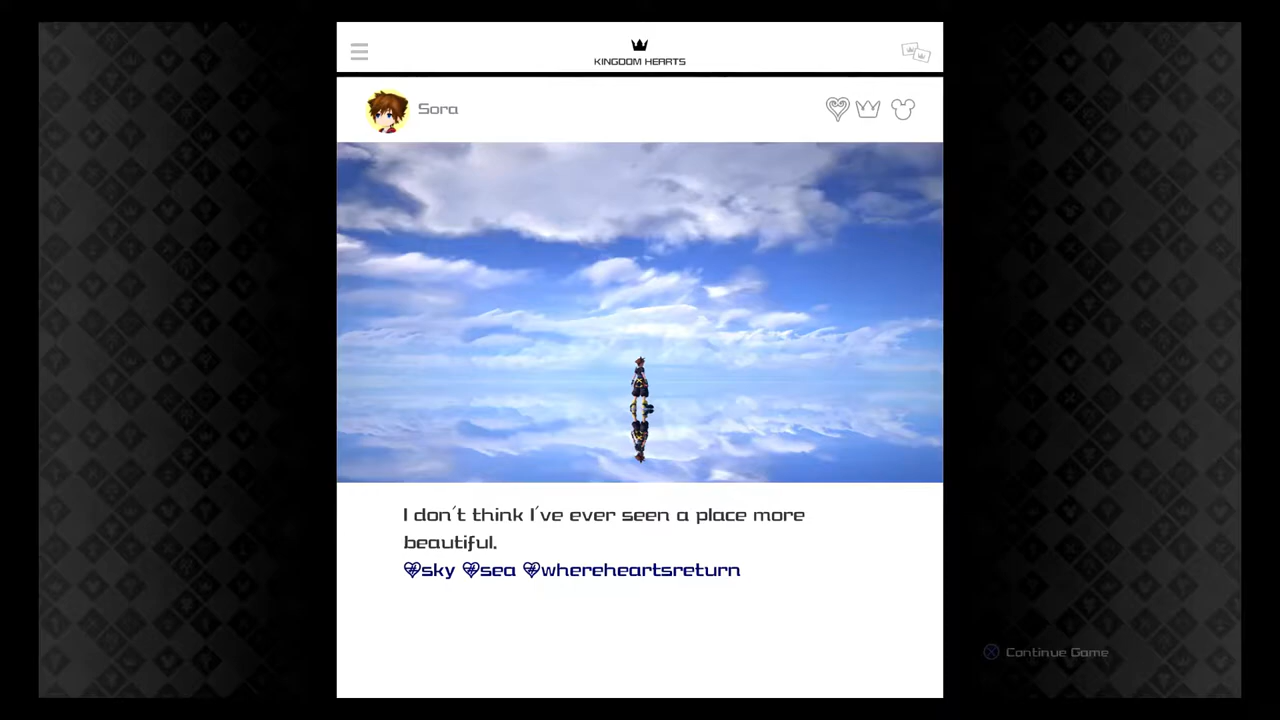 KINGDOM HEARTS
Sora
I don't think I've ever seen a place more
beautiful.
#sky #sea #whereheartsreturn
Continue Game